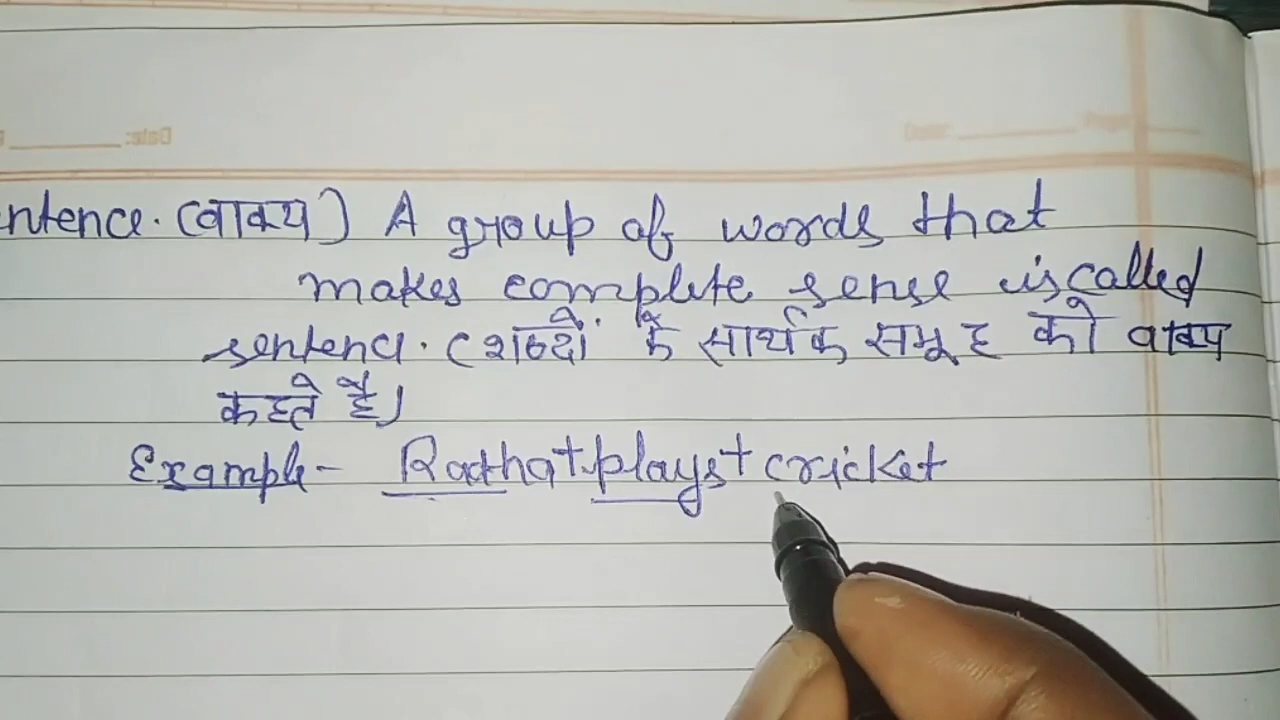 Date:
ntence. (वाक्य) A group of words that
makes complete sense is called
sentence. (शब्दों के सार्थक समूह को वाक्य
कहते है)
Example- Radha+plays+cricket